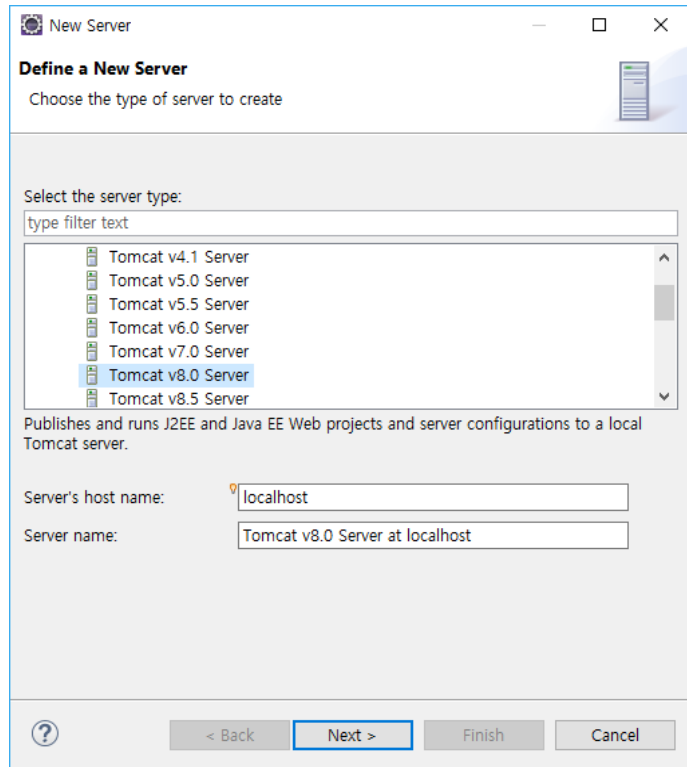 New Server
Define a New Server
Choose the type of server to create
Select the server type:
type filter text
Tomcat v4.1 Server
Tomcat v5.0 Server
Tomcat v5.5 Server
Tomcat v6.0 Server
Tomcat v7.0 Server
Tomcat v8.0 Server
Tomcat v8.5 Server
Publishes and runs J2EE and Java EE Web projects and server configurations to a local
Tomcat server.
Server's host name: localhost
Server name: Tomcat v8.0 Server at localhost
? < Back Next > Finish Cancel